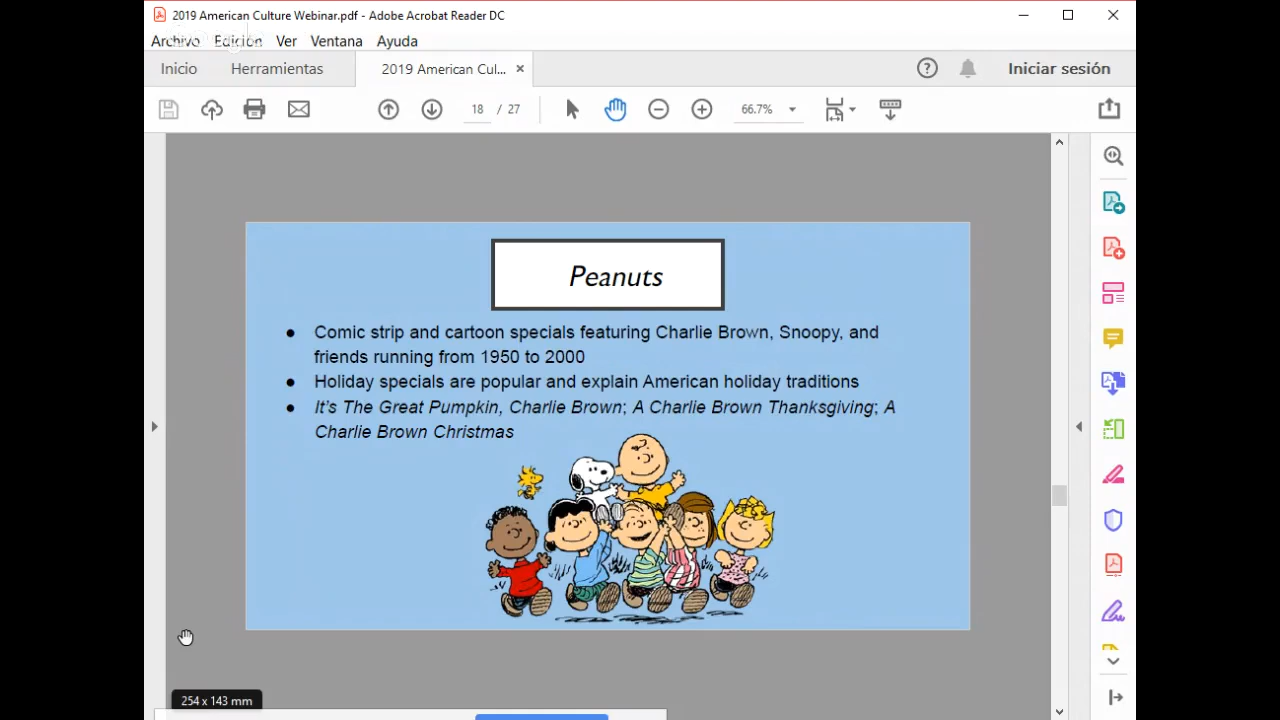 2019 American Culture Webinar.pdf - Adobe Acrobat Reader DC
Archivo Edición Ver Ventana Ayuda
Inicio Herramientas 2019 American Cul... × Iniciar sesión
18 / 27 66.7%
Peanuts
● Comic strip and cartoon specials featuring Charlie Brown, Snoopy, and
friends running from 1950 to 2000
● Holiday specials are popular and explain American holiday traditions
● It's The Great Pumpkin, Charlie Brown; A Charlie Brown Thanksgiving; A
Charlie Brown Christmas
254 x 143 mm